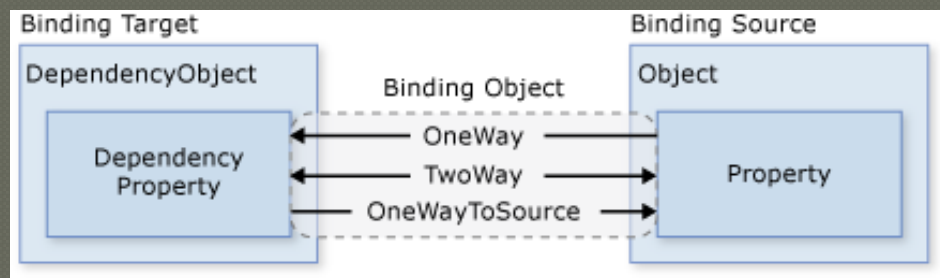 Binding Target
Binding Source
DependencyObject
Object
Binding Object
OneWay
Dependency
Property
TwoWay
Property
OneWayToSource